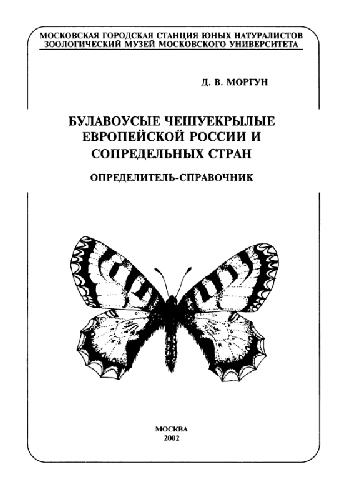 МОСКОВСКАЯ ГОРОДСКАЯ СТАНЦИЯ ЮНЫХ НАТУРАЛИСТОВ
ЗООЛОГИЧЕСКИЙ МУЗЕЙ МОСКОВСКОГО УНИВЕРСИТЕТА
Д. В. МОРГУН
БУЛАВОУСЫЕ ЧЕШУЕКРЫЛЫЕ
ЕВРОПЕЙСКОЙ РОССИИ И
СОПРЕДЕЛЬНЫХ СТРАН
ОПРЕДЕЛИТЕЛЬ-СПРАВОЧНИК
МОСКВА
2002